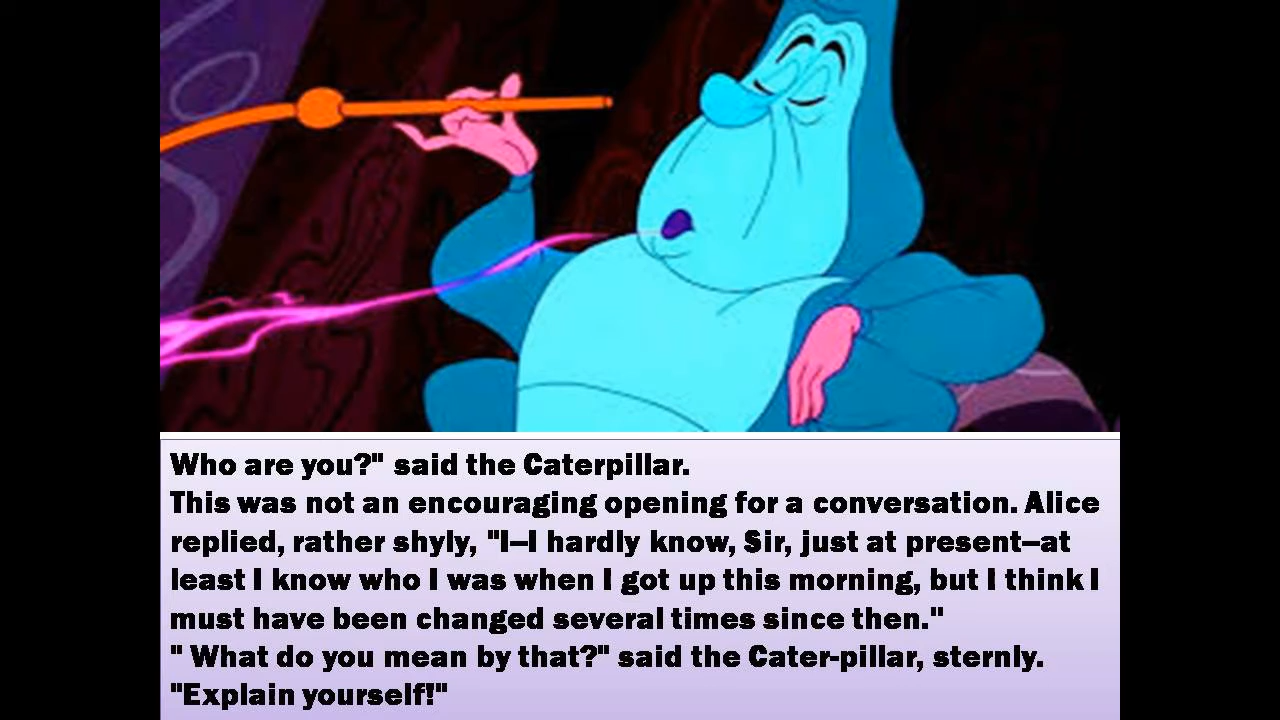 Who are you?" said the Caterpillar.
This was not an encouraging opening for a conversation. Alice
replied, rather shyly, "I—I hardly know, Sir, just at present—at
least I know who I was when I got up this morning, but I think I
must have been changed several times since then."
" What do you mean by that?" said the Cater-pillar, sternly.
"Explain yourself!"